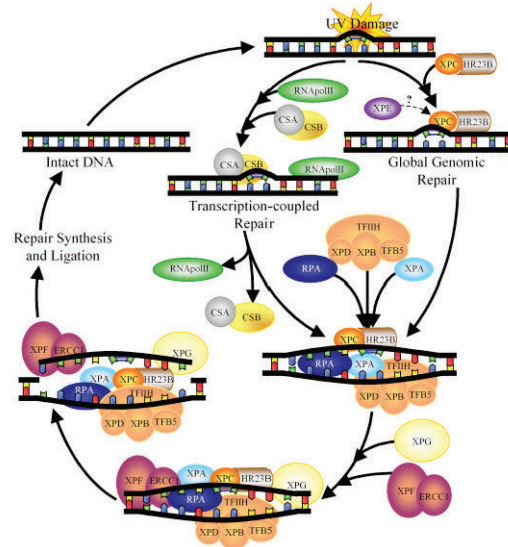 UV Damage
XPC HR23B
RNApolII
XPE ?
CSA
CSB
XPC HR23B
CSA CSB RNApolII
Intact DNA
Global Genomic
Repair
Transcription-coupled
Repair
Repair Synthesis
and Ligation
TFIIH
XPD XPB TFB5
RPA
XPA
RNApolII
CSA CSB
XPF ERCC1
XPG
XPC HR23B
RPA XPA TFIIH
XPD XPB TFB5
XPA XPC HR23B
RPA TFIIH
XPD XPB TFB5
XPG
XPF ERCC1
XPF ERCC1 XPA XPC HR23B XPG
RPA TFIIH
XPD XPB TFB5